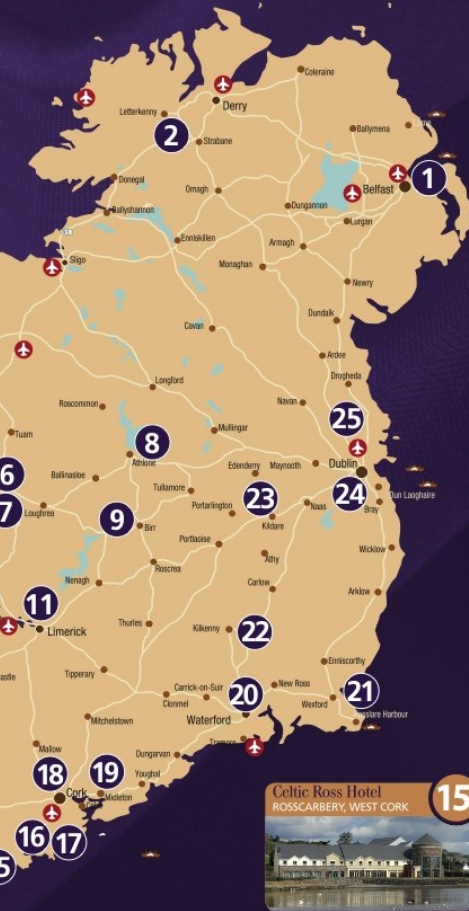 Coleraine
Derry
Letterkenny
Ballymena
2
Strabane
1
Donegal
Omagh
Belfast
Ballyshannon
Dungannon
Lurgan
Enniskillen
Armagh
Sligo
Monaghan
Newry
Dundalk
Cavan
Ardee
Drogheda
Longford
Roscommon
Navan
25
Tuam
8
Mullingar
Athlone
Edenderry
Maynooth
Dublin
6
Ballinasloe
Tullamore
24
Dun Laoghaire
7
Loughrea
9
Birr
Portarlington
23
Naas
Bray
Kildare
Portlaoise
Wicklow
Athy
Roscrea
Nenagh
Carlow
Arklow
11
Limerick
Thurles
Kilkenny
22
Enniscorthy
Tipperary
Carrick-on-Suir
New Ross
20
21
Clonmel
Wexford
Waterford
Mitchelstown
Tramore
Mallow
Dungarvan
18
19
Youghal
Cork
Midleton
15
Celtic Ross Hotel
ROSSCARBERY, WEST CORK
16
17
5